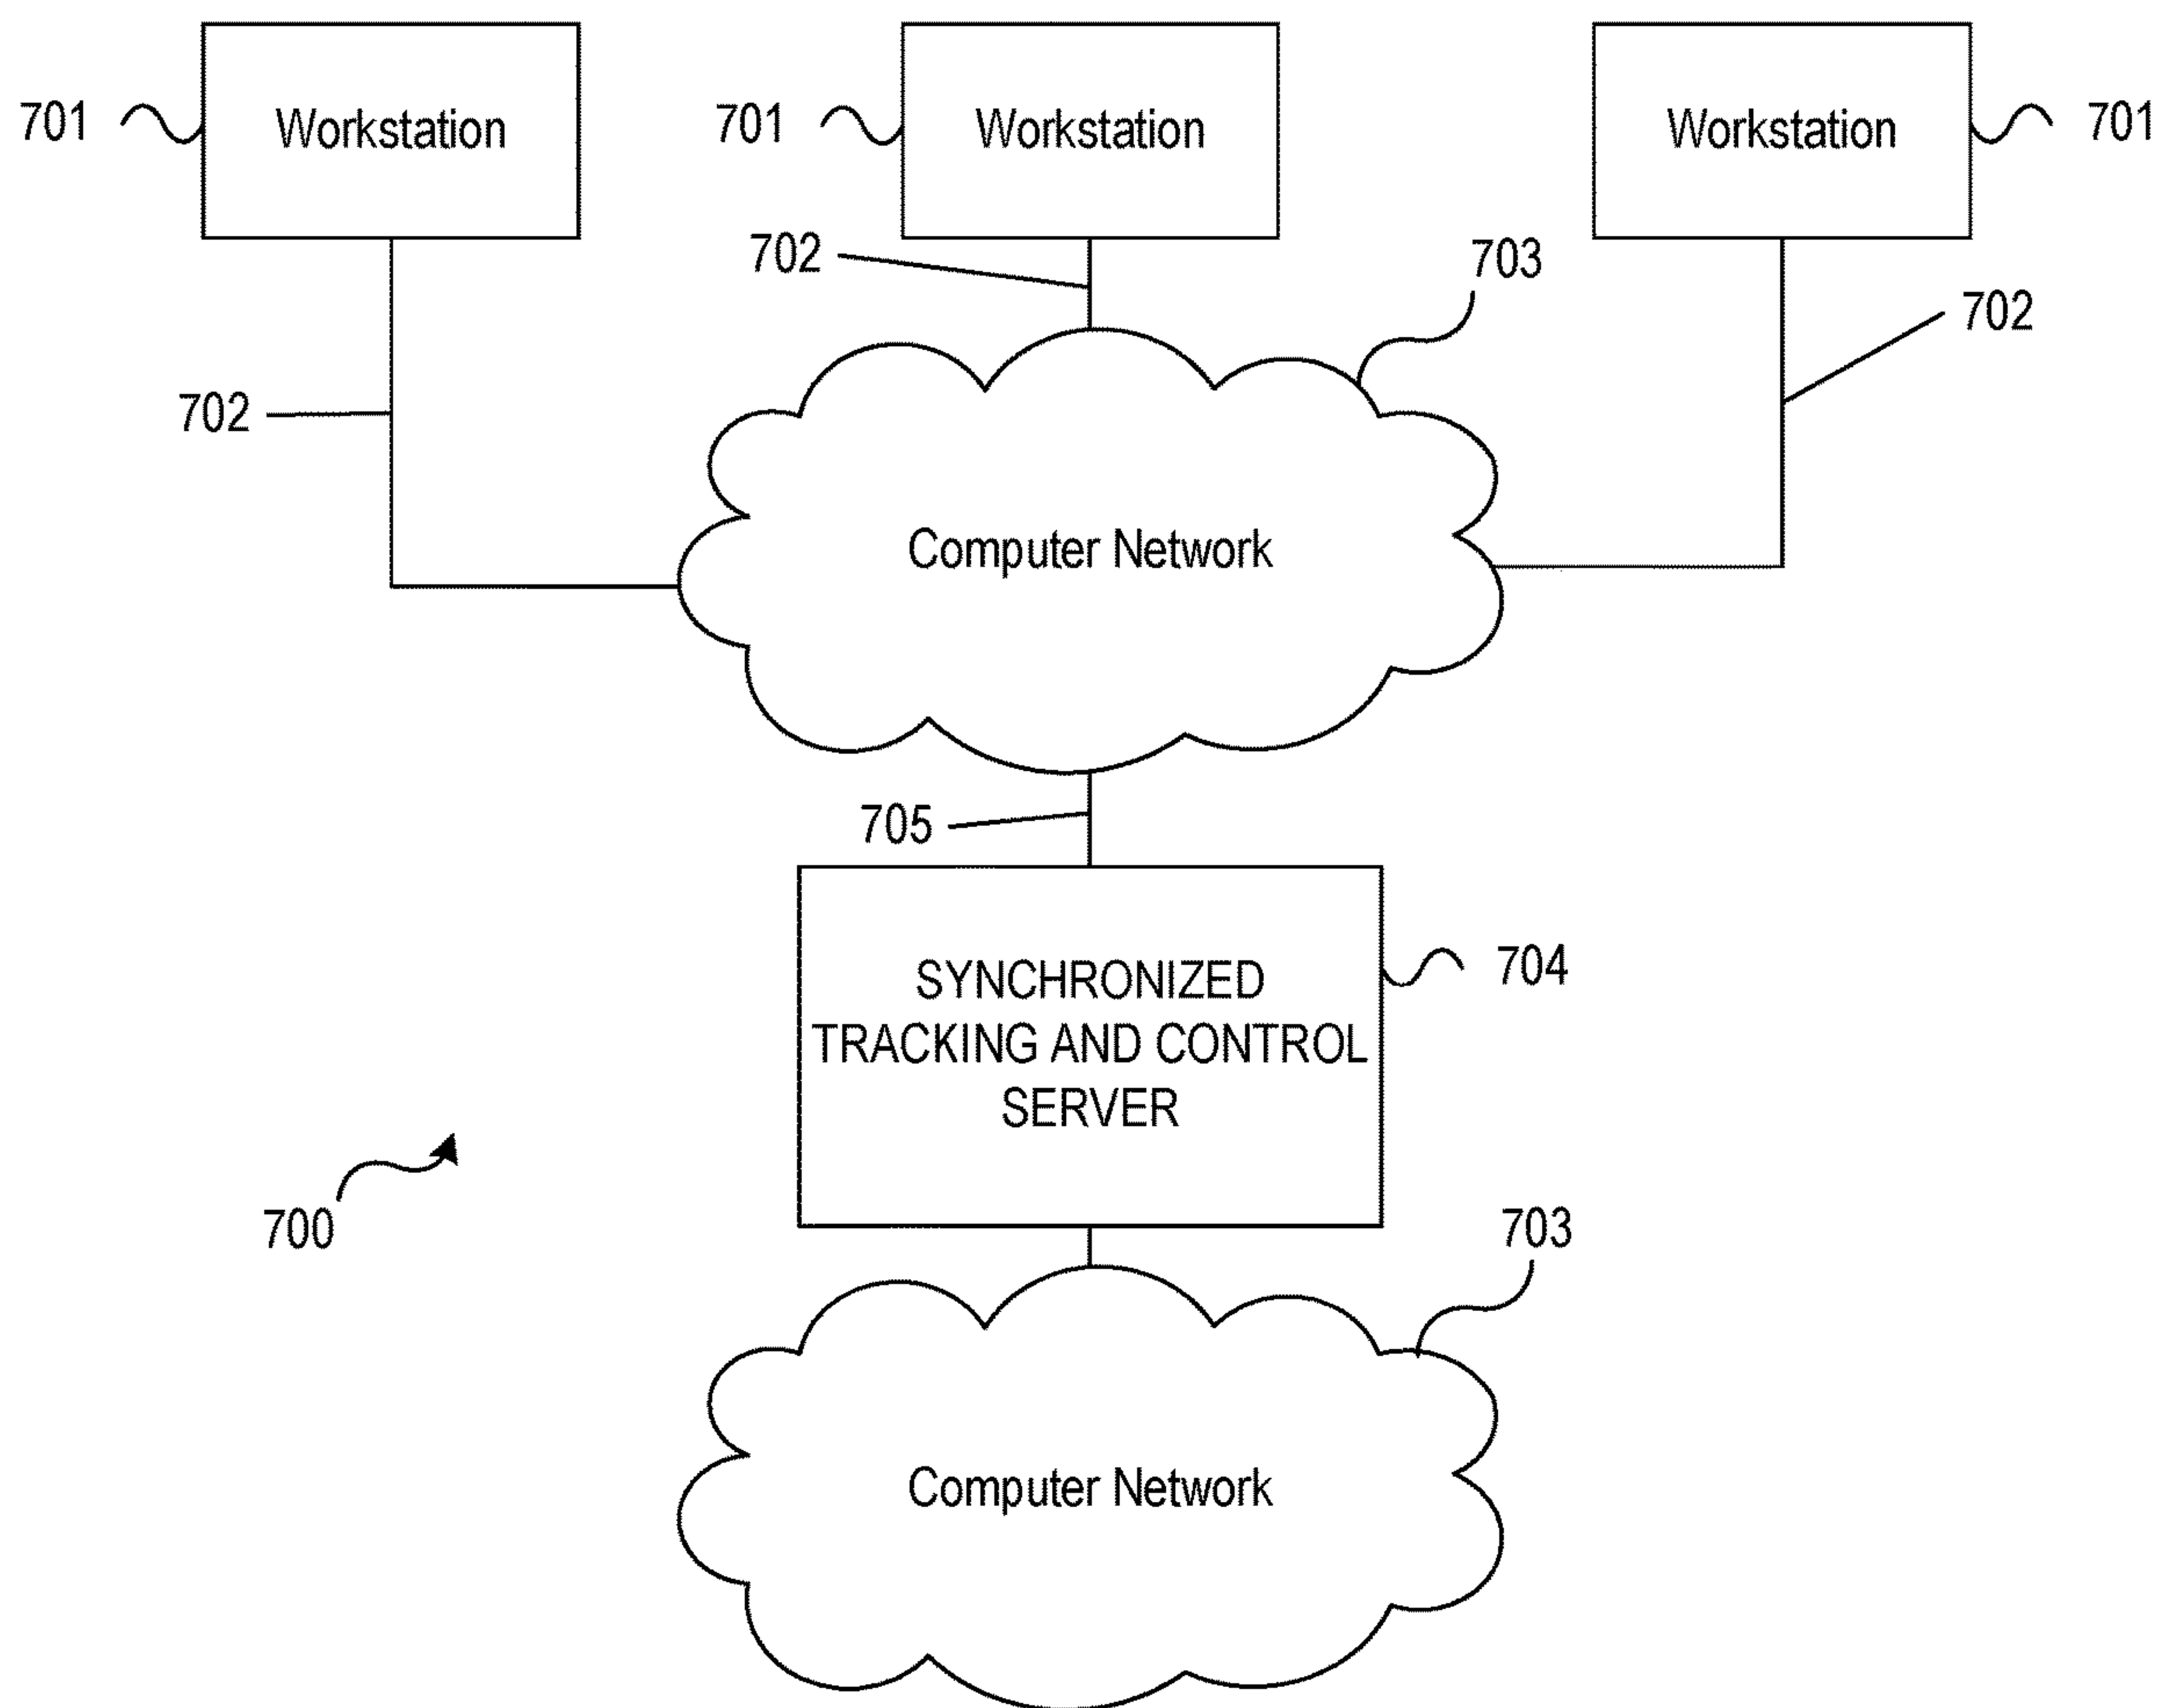 701
Workstation
701
Workstation
Workstation
701
702
703
702
702
Computer Network
705
SYNCHRONIZED
TRACKING AND CONTROL
SERVER
704
700
703
Computer Network